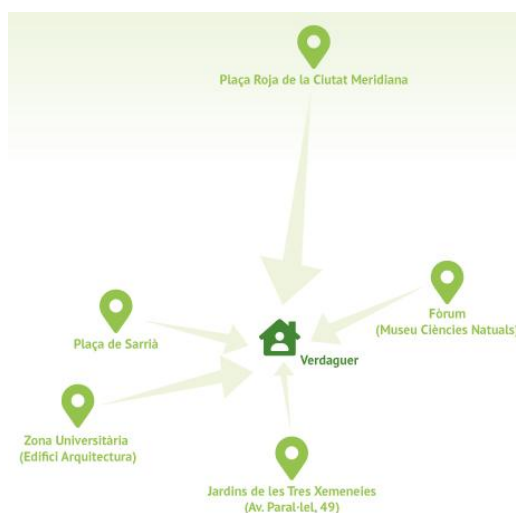 Plaça Roja de la Ciutat Meridiana
Fòrum
(Museu Ciències Natuals)
Plaça de Sarrià
Verdaguer
Zona Universitària
(Edifici Arquitectura)
Jardins de les Tres Xemeneies
(Av. Paral·lel, 49)